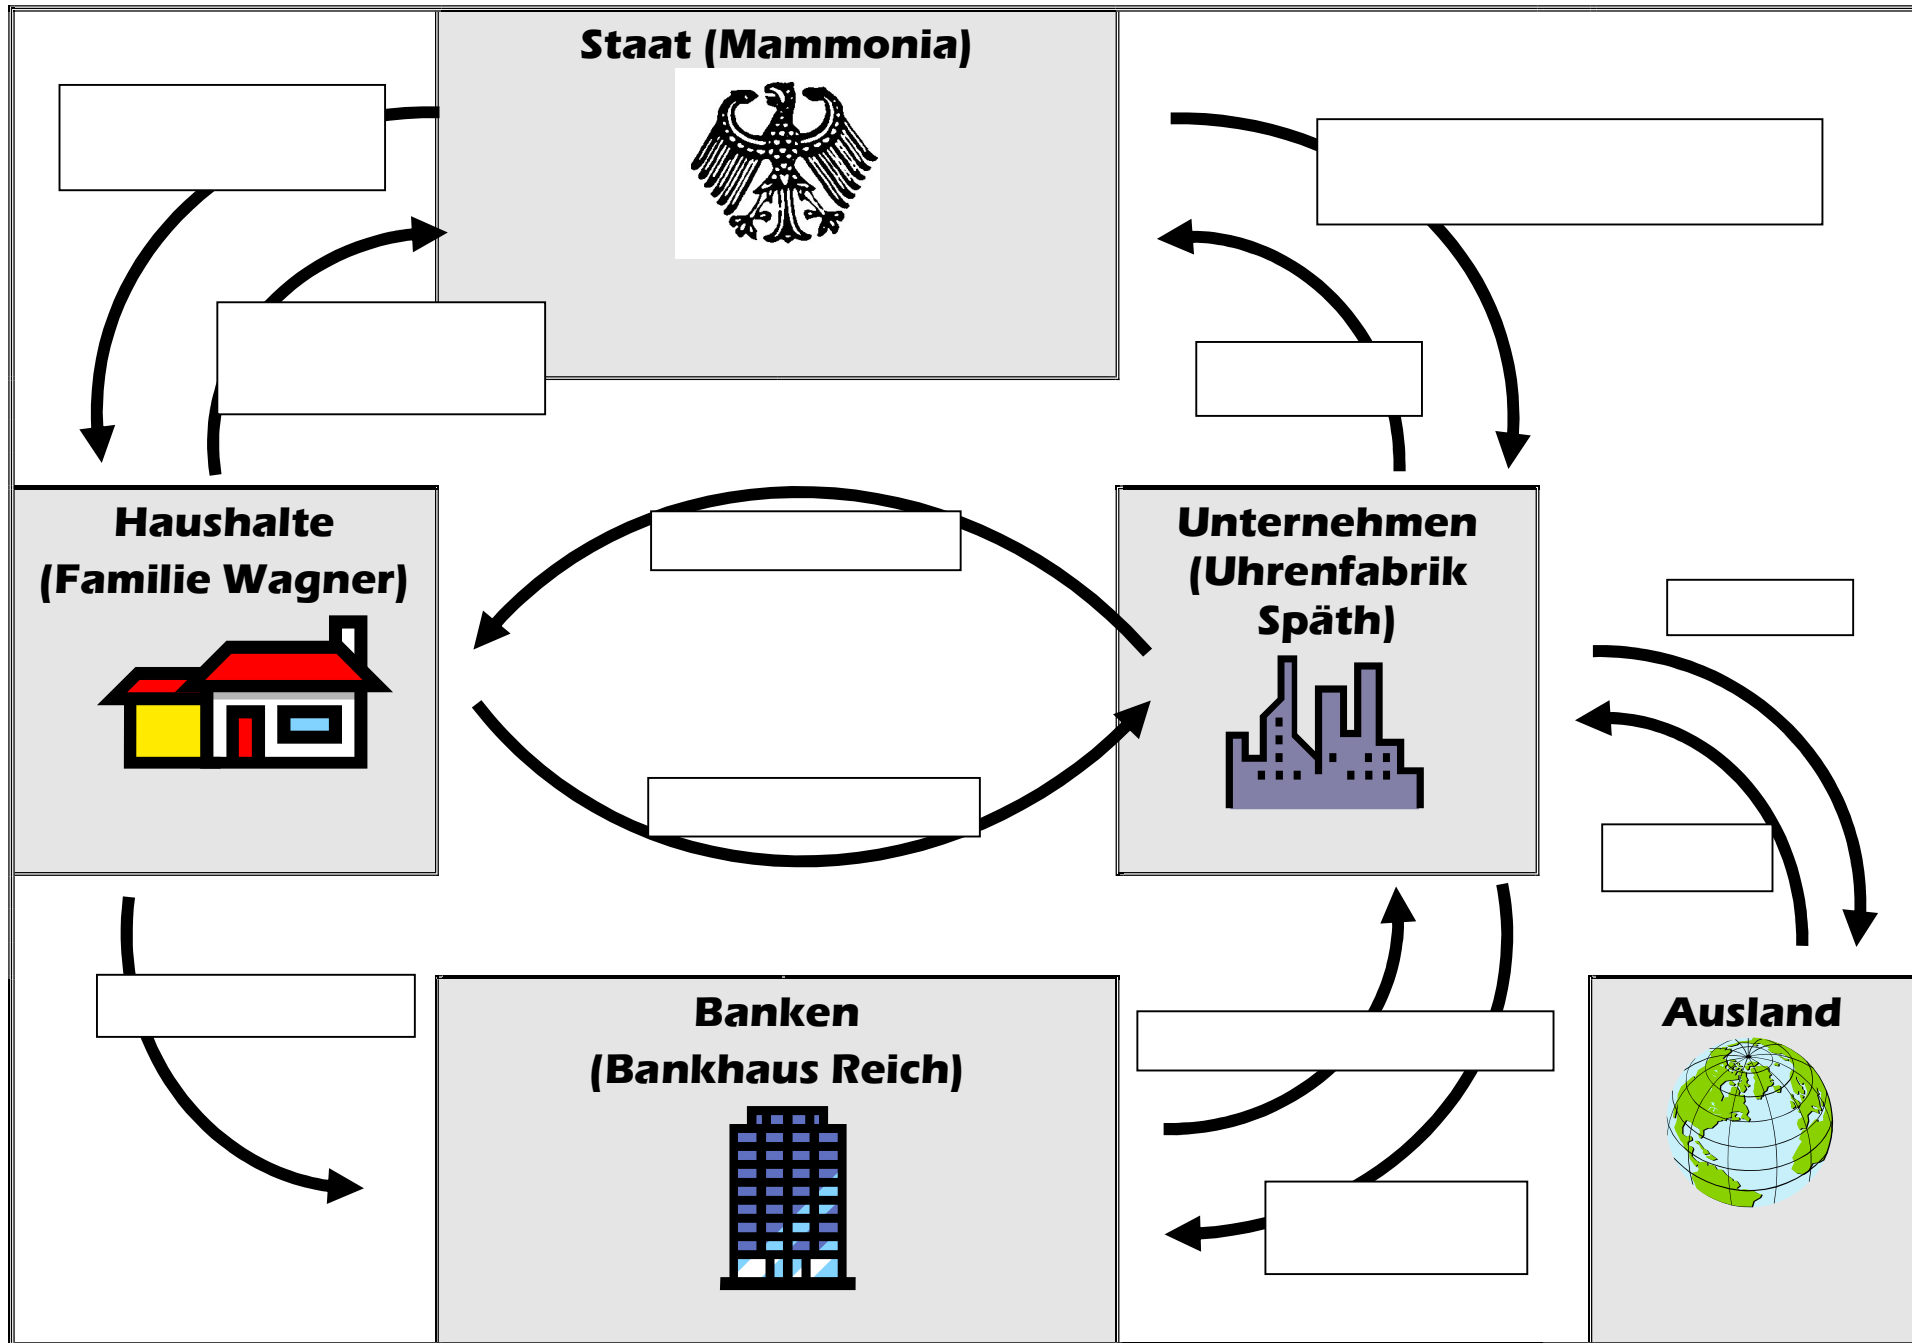 Staat (Mammonia)
Haushalte
(Familie Wagner)
Unternehmen
(Uhrenfabrik
Späth)
Banken
(Bankhaus Reich)
Ausland